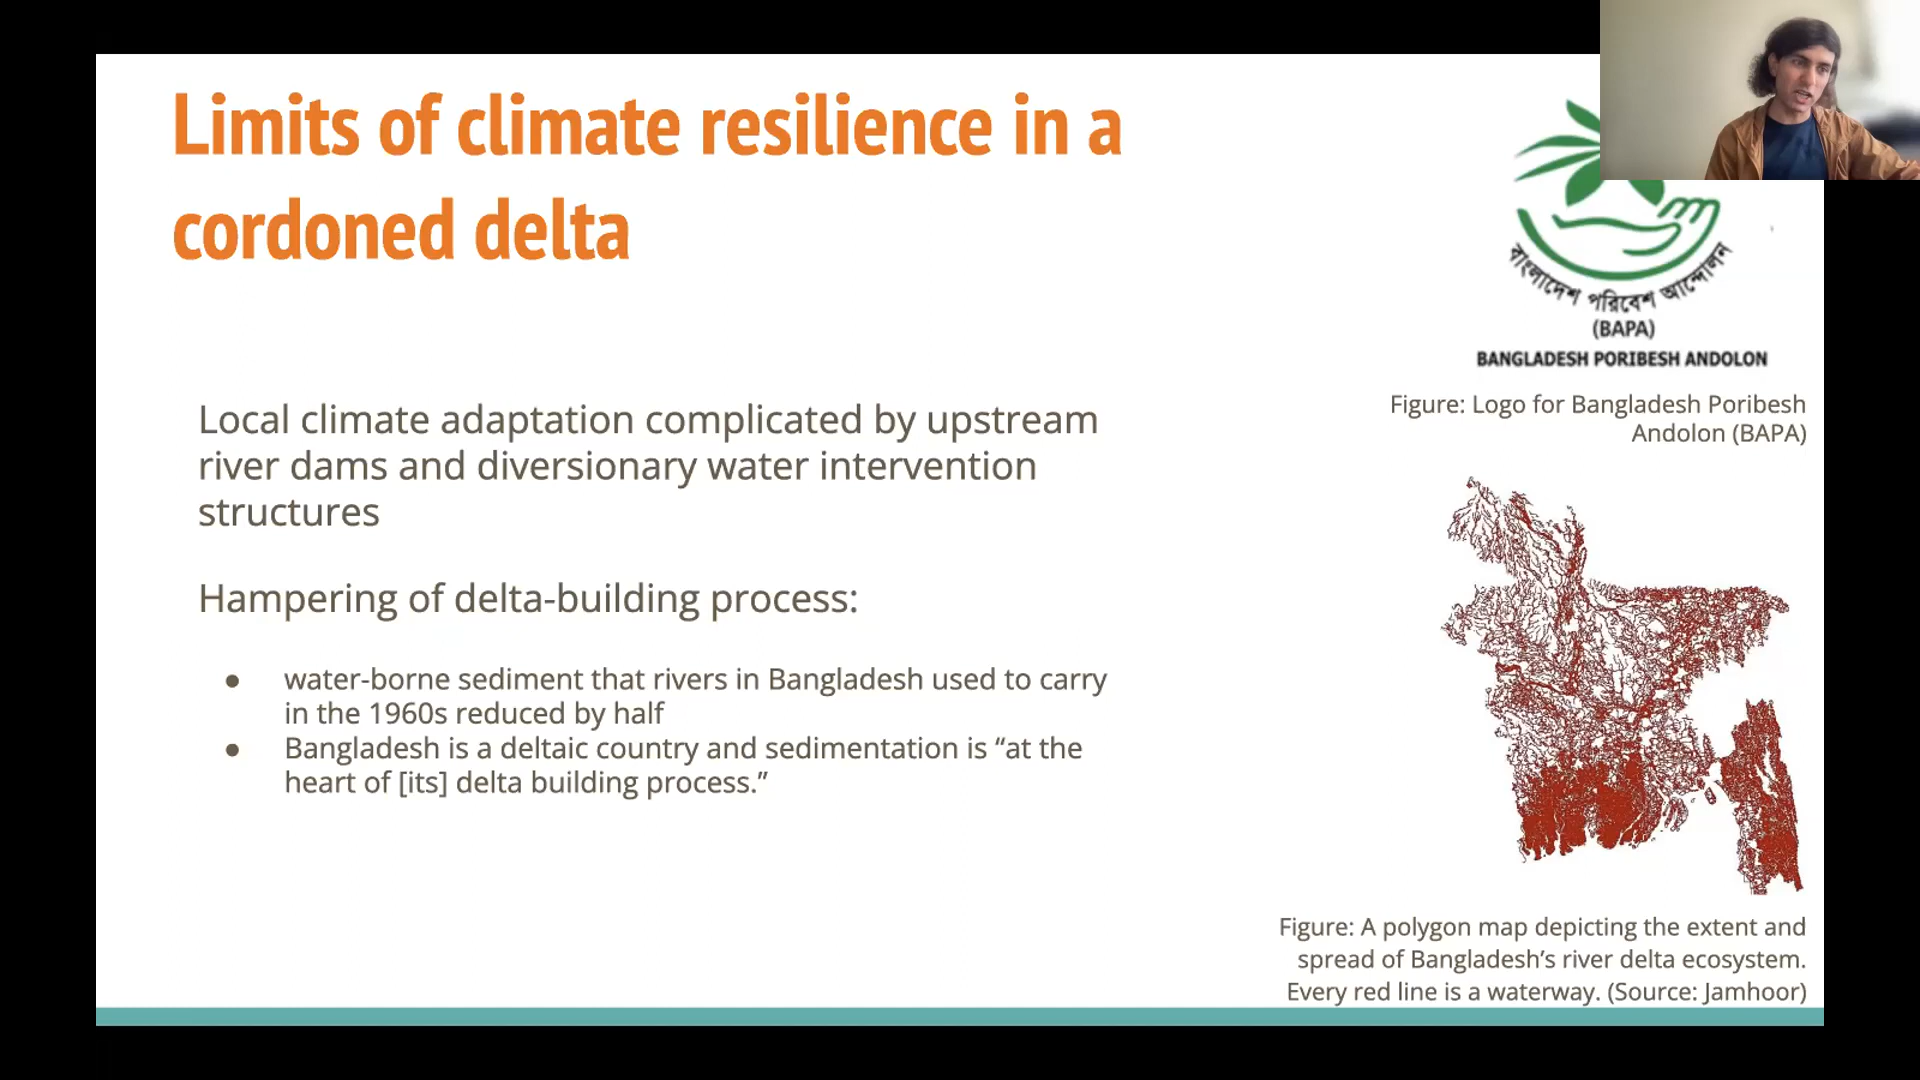 Limits of climate resilience in a
cordoned delta
Local climate adaptation complicated by upstream
river dams and diversionary water intervention
structures
Hampering of delta-building process:
● water-borne sediment that rivers in Bangladesh used to carry
in the 1960s reduced by half
● Bangladesh is a deltaic country and sedimentation is “at the
heart of [its] delta building process.”
বাংলাদেশ পরিবেশ আন্দোলন
(BAPA)
BANGLADESH PORIBESH ANDOLON
Figure: Logo for Bangladesh Poribesh
Andolon (BAPA)
Figure: A polygon map depicting the extent and
spread of Bangladesh’s river delta ecosystem.
Every red line is a waterway. (Source: Jamhoor)